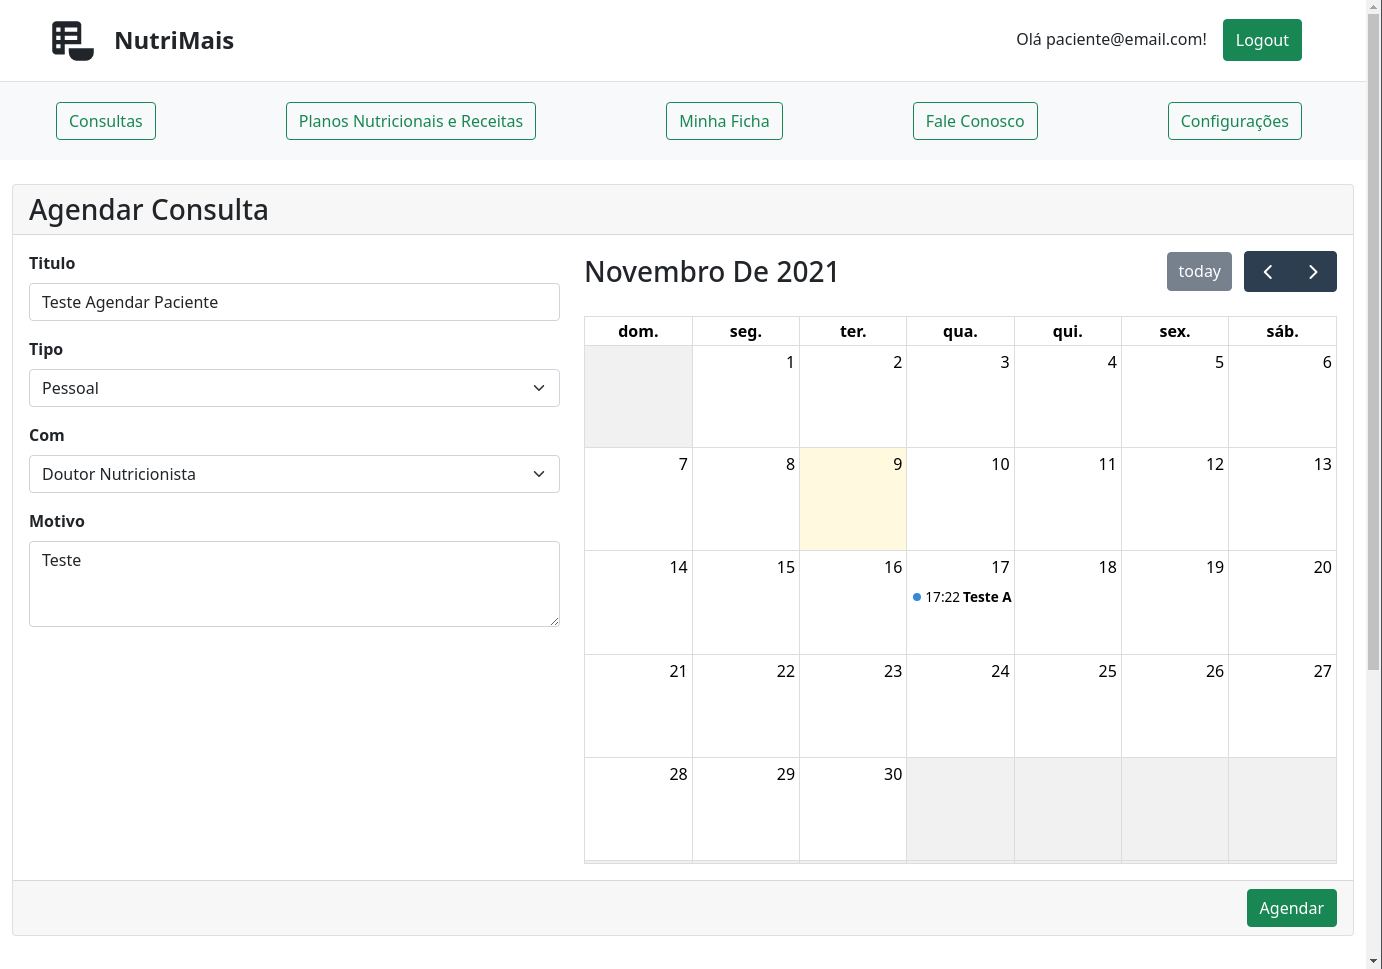 NutriMais
Olá paciente@email.com!
Logout
Consultas
Planos Nutricionais e Receitas
Minha Ficha
Fale Conosco
Configurações
Agendar Consulta
Titulo
Teste Agendar Paciente
Tipo
Pessoal
Com
Doutor Nutricionista
Motivo
Teste
Novembro De 2021
today
dom. seg. ter. qua. qui. sex. sáb.
1 2 3 4 5 6
7 8 9 10 11 12 13
14 15 16 17 18 19 20
17:22 Teste A
21 22 23 24 25 26 27
28 29 30
Agendar